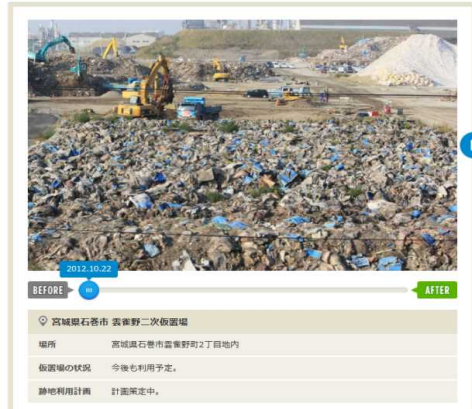 2012.10.22
BEFORE
AFTER
宮城県石巻市 雲雀野二次仮置場
場所 宮城県石巻市雲雀野町2丁目地内
仮置場の状況 今後も利用予定。
跡地利用計画 計画策定中。